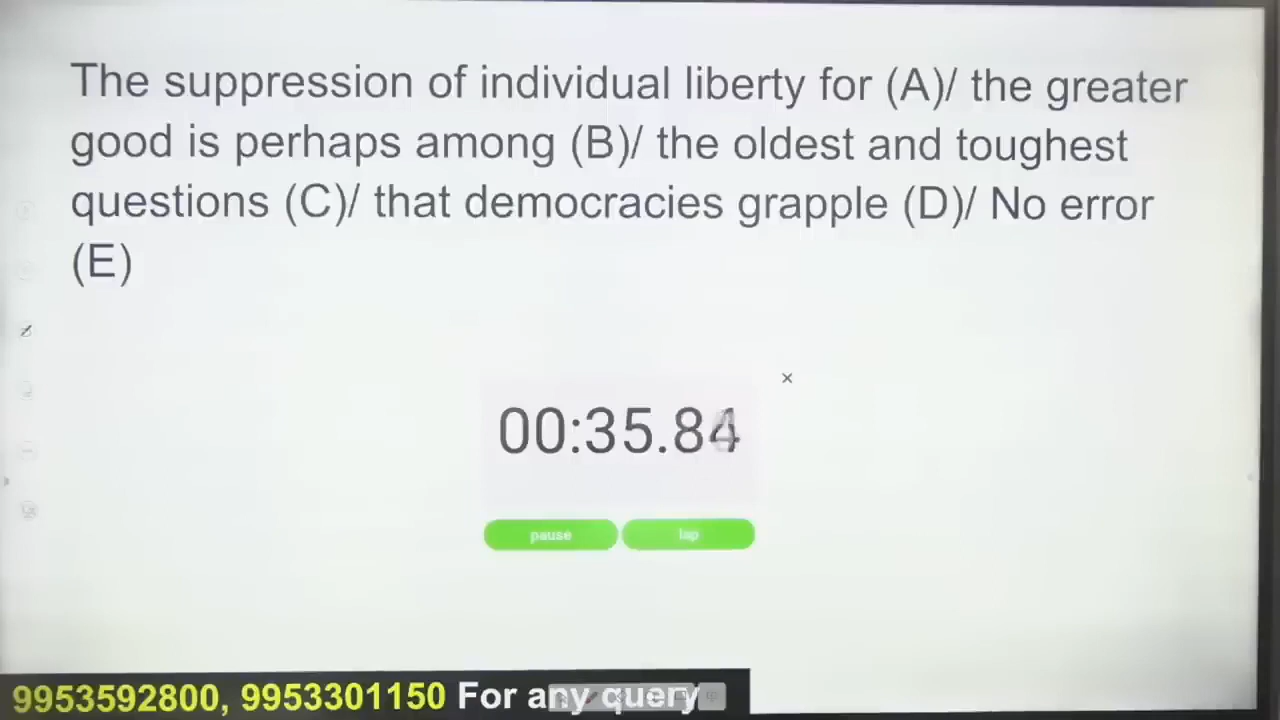 The suppression of individual liberty for (A)/ the greater
good is perhaps among (B)/ the oldest and toughest
questions (C)/ that democracies grapple (D)/ No error
(E)
×
00:35.84
pause lap
9953592800, 9953301150 For any query